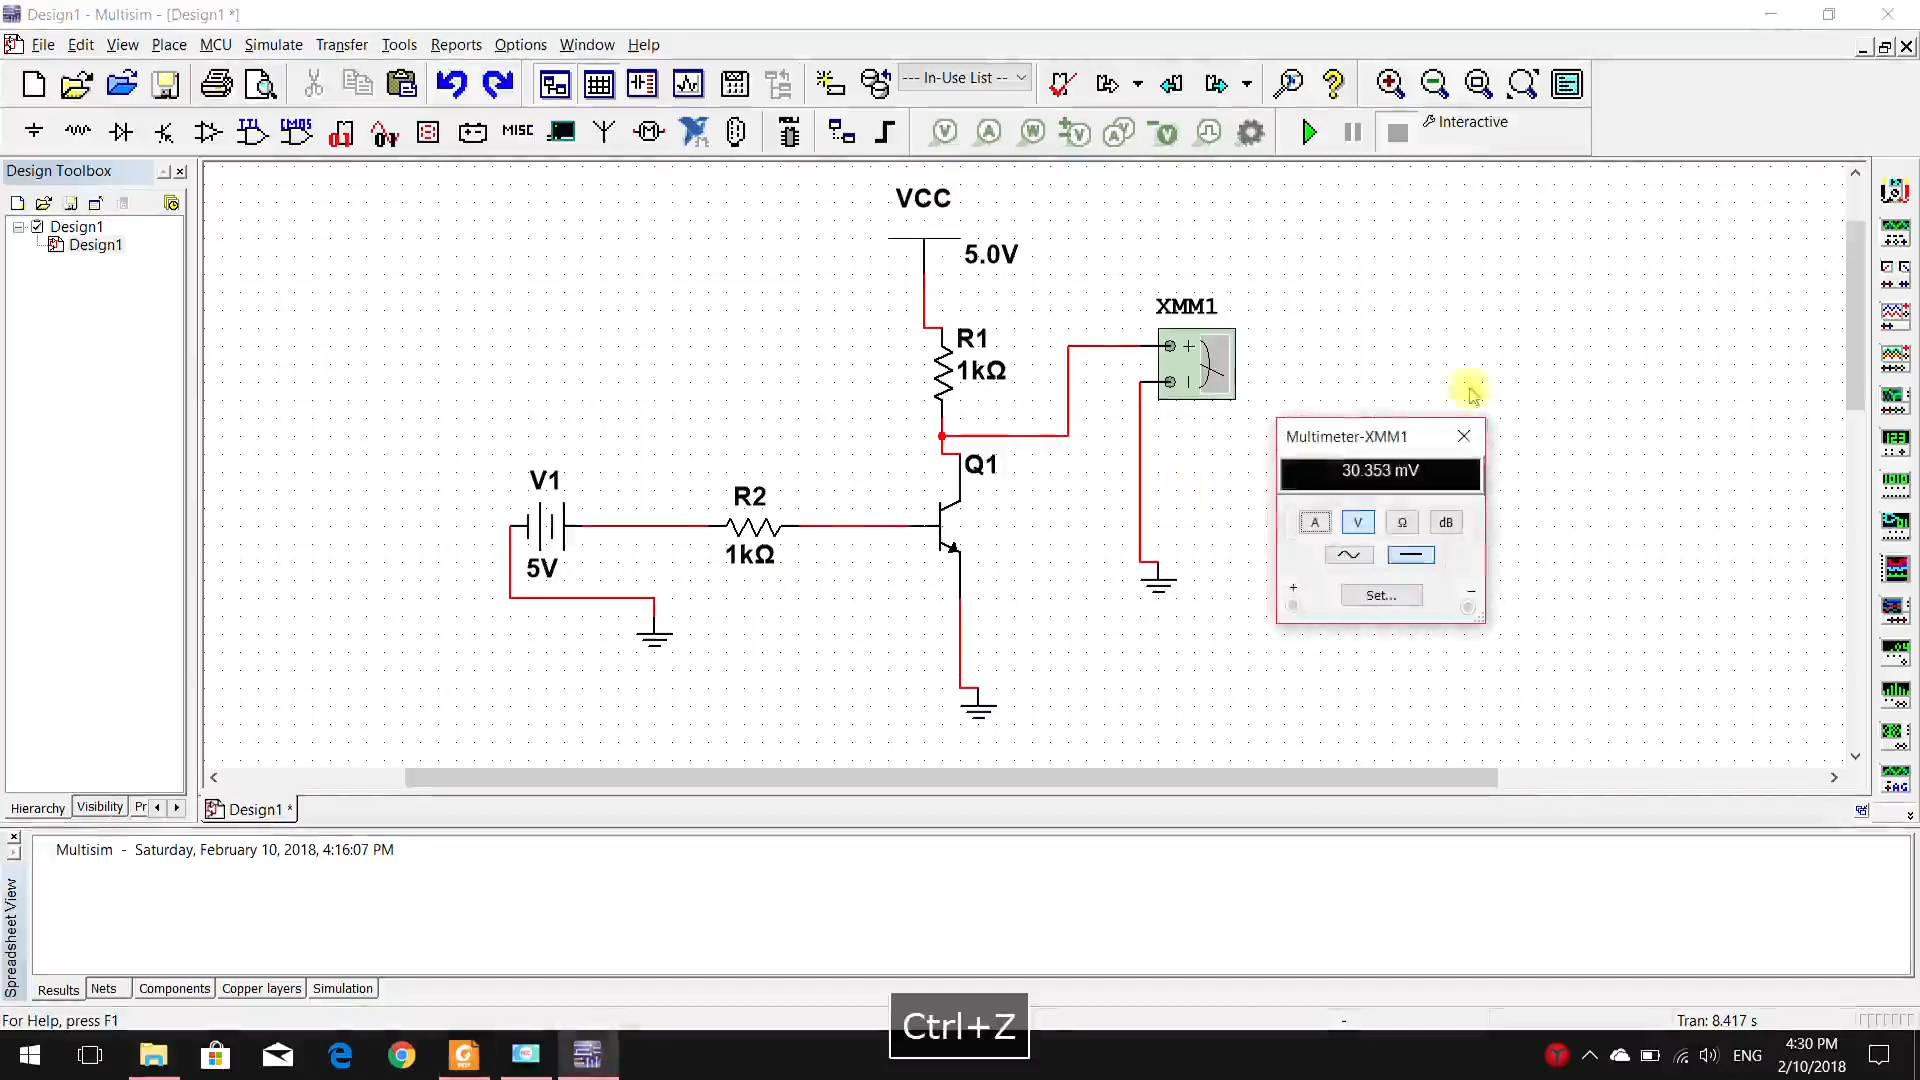 Design1 - Multisim - [Design1 *]
File Edit View Place MCU Simulate Transfer Tools Reports Options Window Help
--- In-Use List --
TTL CMOS MISC
V A W V A V
Interactive
Design Toolbox
Design1
Design1
VCC
5.0V
XMM1
+
R1
1kΩ
Q1
V1
5V
R2
1kΩ
Multimeter-XMM1
30.353 mV
A V Ω dB
+ −
Set...
Hierarchy Visibility Pr
Design1 *
Multisim - Saturday, February 10, 2018, 4:16:07 PM
Spreadsheet View
Results Nets Components Copper layers Simulation
For Help, press F1
-
Tran: 8.417 s
Ctrl+Z
ENG
4:30 PM
2/10/2018